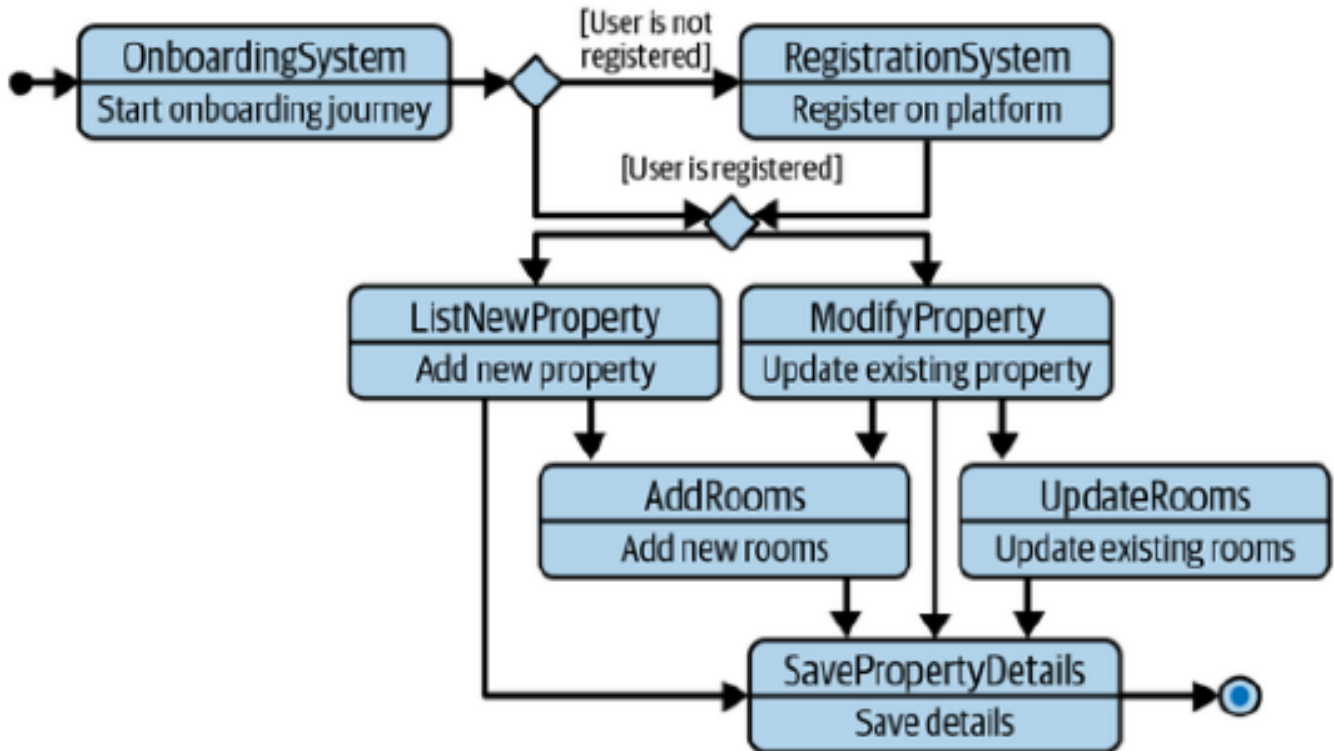 [User is not
registered]
OnboardingSystem
Start onboarding journey
RegistrationSystem
Register on platform
[User is registered]
ListNewProperty
Add new property
ModifyProperty
Update existing property
AddRooms
Add new rooms
UpdateRooms
Update existing rooms
SavePropertyDetails
Save details